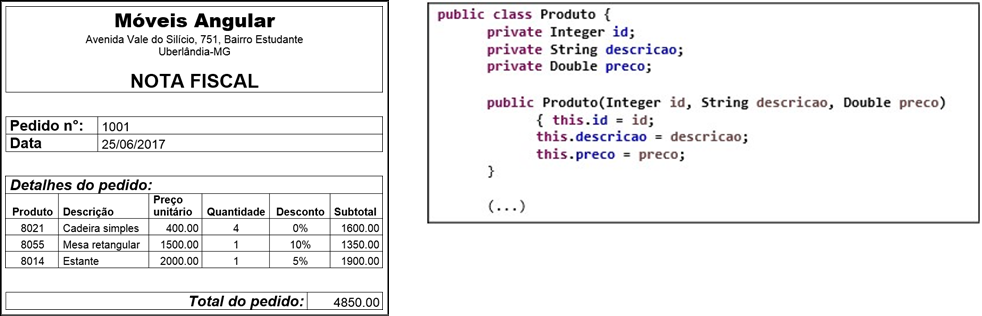 Móveis Angular
Avenida Vale do Silício, 751, Bairro Estudante
Uberlândia-MG
NOTA FISCAL
Pedido n°: 1001
Data 25/06/2017
Detalhes do pedido:
Produto Descrição Preço unitário Quantidade Desconto Subtotal
8021 Cadeira simples 400.00 4 0% 1600.00
8055 Mesa retangular 1500.00 1 10% 1350.00
8014 Estante 2000.00 1 5% 1900.00
Total do pedido: 4850.00
public class Produto {
private Integer id;
private String descricao;
private Double preco;
public Produto(Integer id, String descricao, Double preco)
{ this.id = id;
this.descricao = descricao;
this.preco = preco;
}
(...)